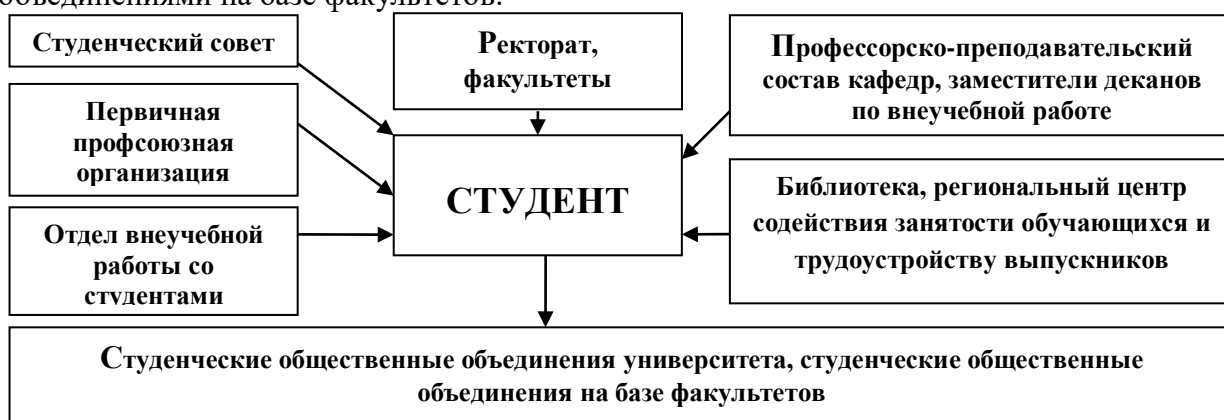 объединениями на базе факультетов.
Студенческий совет
Ректорат,
факультеты
Профессорско-преподавательский
состав кафедр, заместители деканов
по внеучебной работе
Первичная
профсоюзная
организация
СТУДЕНТ
Библиотека, региональный центр
содействия занятости обучающихся и
трудоустройству выпускников
Отдел внеучебной
работы со
студентами
Студенческие общественные объединения университета, студенческие общественные
объединения на базе факультетов